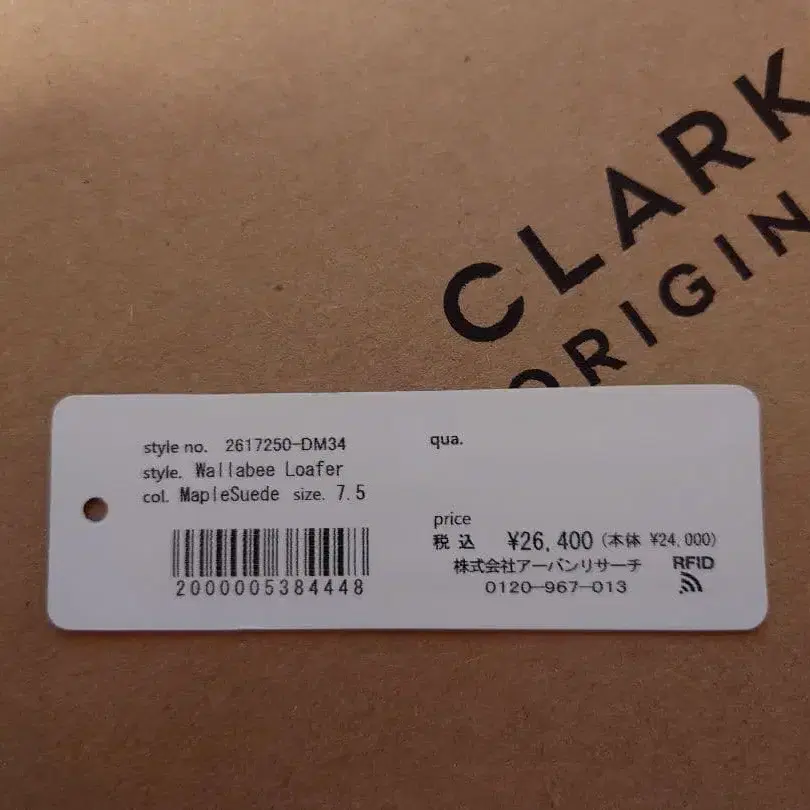 CLARK
ORIGIN
style no. 2617250-DM34
style. Wallabee Loafer
col. MapleSuede size. 7.5
2000005384448
qua.
price
税込 ¥26,400 (本体 ¥24,000)
株式会社アーバンリサーチ
0120-967-013
RFID